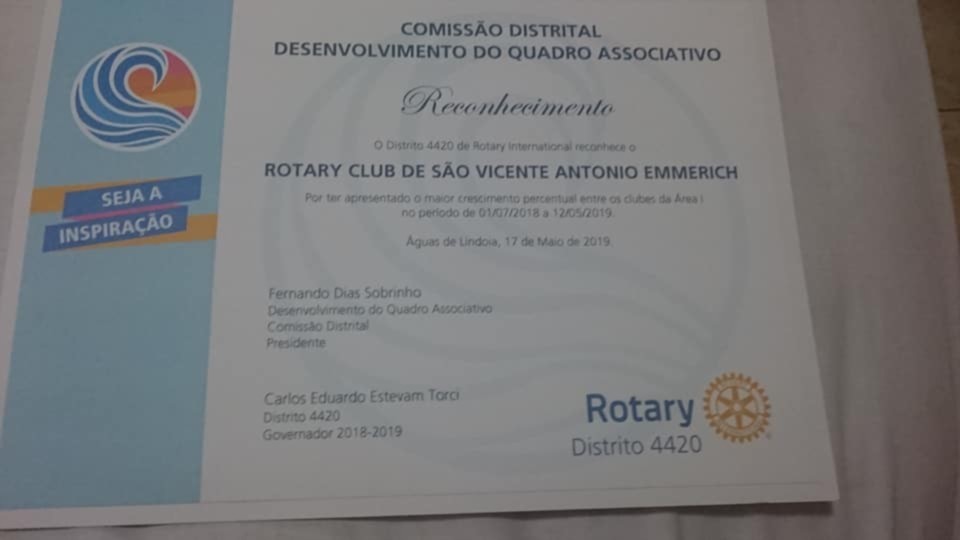 COMISSÃO DISTRITAL
DESENVOLVIMENTO DO QUADRO ASSOCIATIVO
Reconhecimento
O Distrito 4420 de Rotary International reconhece o
ROTARY CLUB DE SÃO VICENTE ANTONIO EMMERICH
Por ter apresentado o maior crescimento percentual entre os clubes da Área I
no período de 01/07/2018 a 12/05/2019.
Águas de Lindoia, 17 de Maio de 2019.
SEJA A
INSPIRAÇÃO
Fernando Dias Sobrinho
Desenvolvimento do Quadro Associativo
Comissão Distrital
Presidente
Carlos Eduardo Estevam Torci
Distrito 4420
Governador 2018-2019
Rotary
Distrito 4420